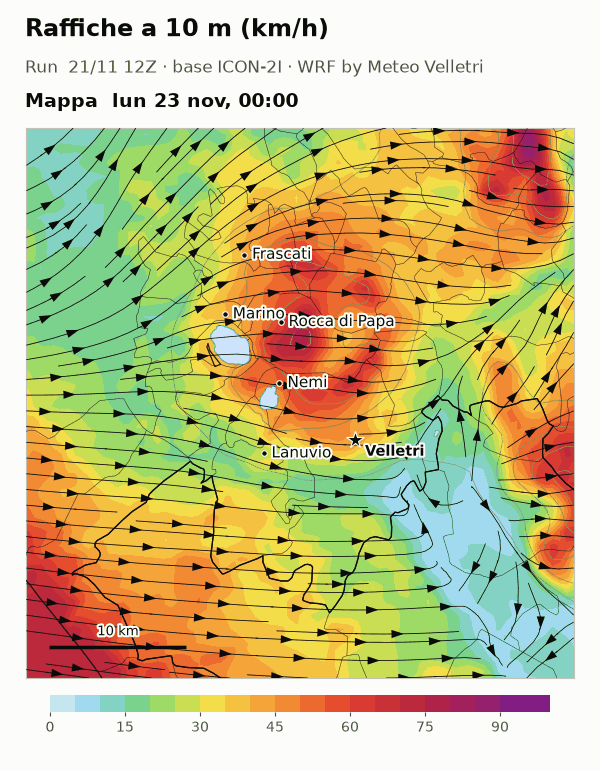 Raffiche a 10 m (km/h)
Run 21/11 12Z · base ICON-2I · WRF by Meteo Velletri
Mappa lun 23 nov, 00:00
Frascati
Marino
Rocca di Papa
Nemi
Velletri
Lanuvio
10 km
0 15 30 45 60 75 90